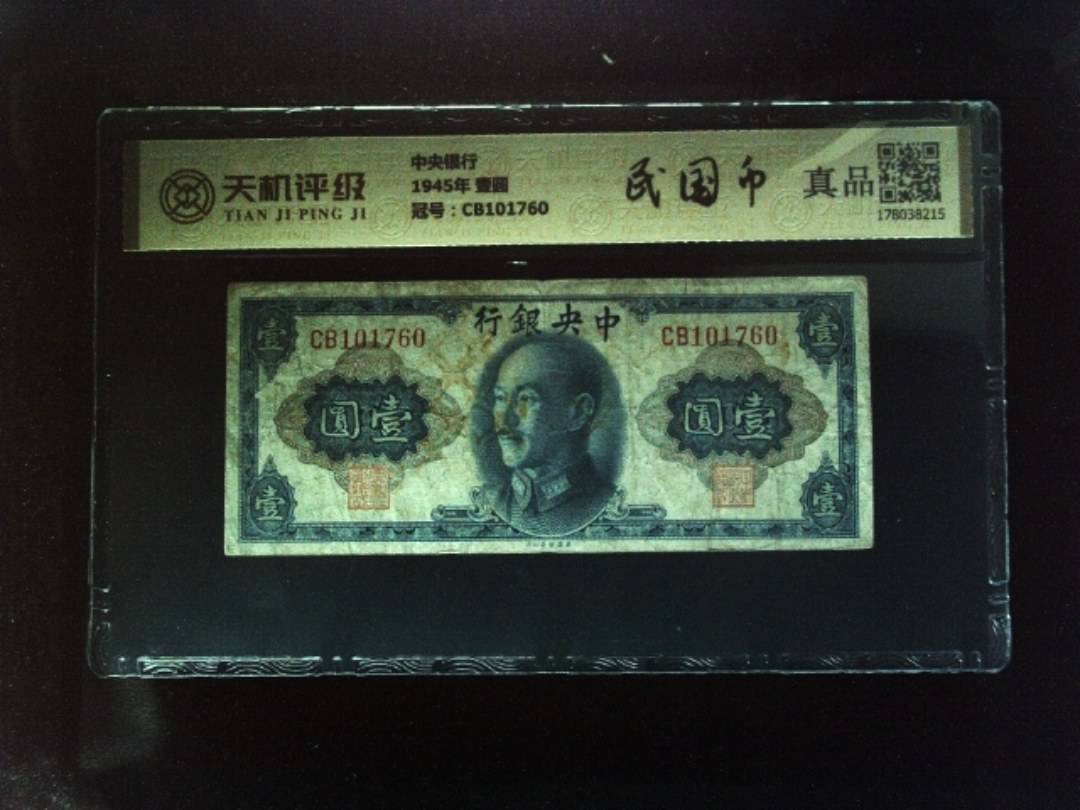 天机评级
TIAN JI PING JI
中央银行
1945年 壹圆
冠号：CB101760
民国币
真品
178038215
行銀央中
壹
CB101760
CB101760
壹
圓壹
圓壹
壹
壹